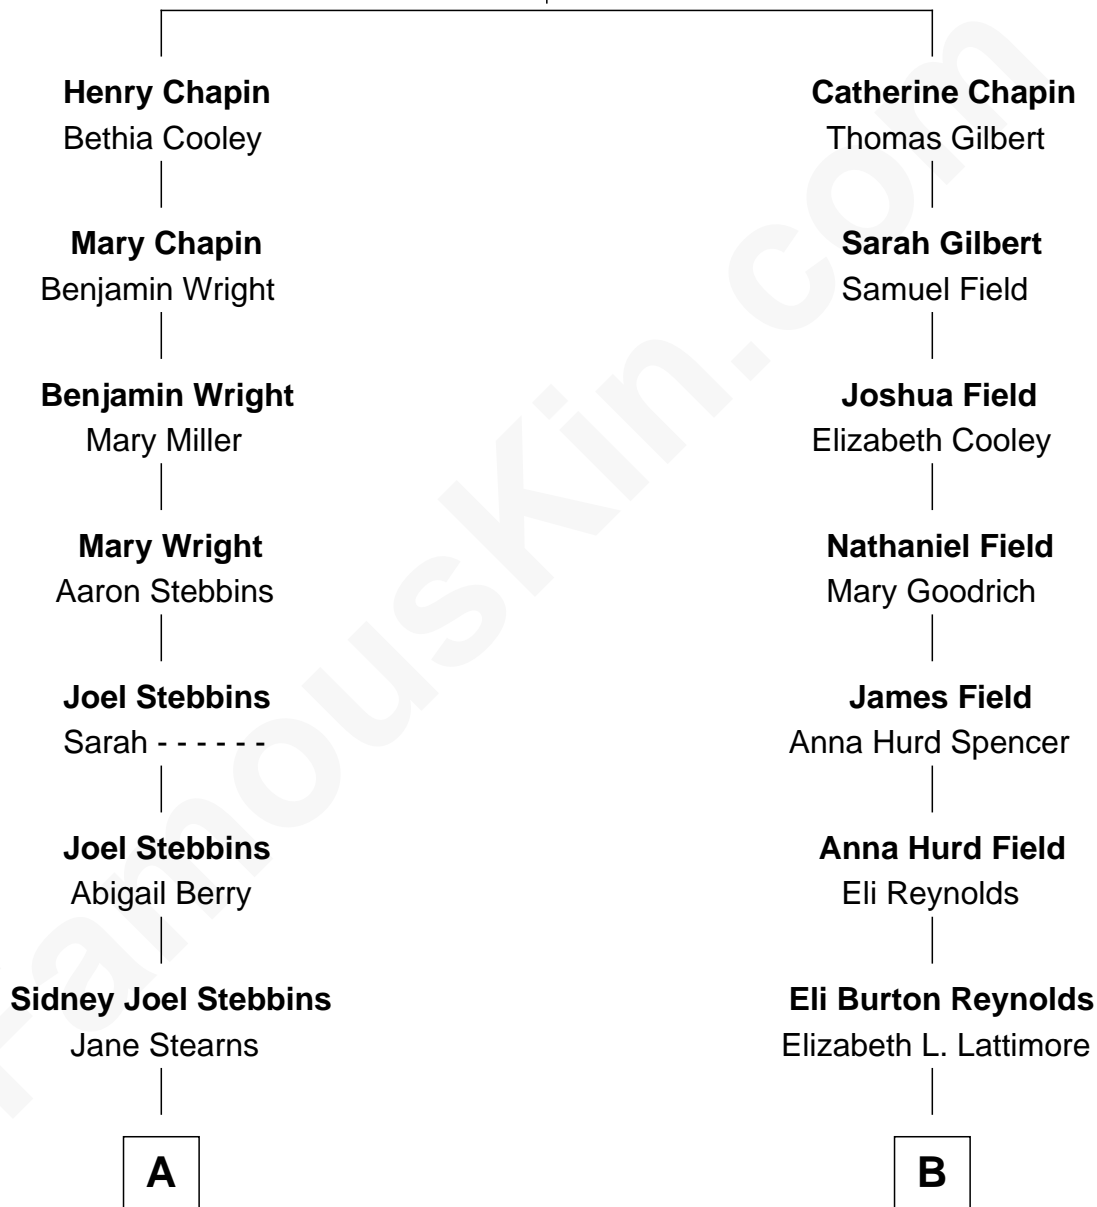 Henry Chapin
Bethia Cooley
Mary Chapin
Benjamin Wright
Benjamin Wright
Mary Miller
Mary Wright
Aaron Stebbins
Joel Stebbins
Sarah - - - - - -
Joel Stebbins
Abigail Berry
Sidney Joel Stebbins
Jane Stearns
A
Catherine Chapin
Thomas Gilbert
Sarah Gilbert
Samuel Field
Joshua Field
Elizabeth Cooley
Nathaniel Field
Mary Goodrich
James Field
Anna Hurd Spencer
Anna Hurd Field
Eli Reynolds
Eli Burton Reynolds
Elizabeth L. Lattimore
B
FamousKin.com